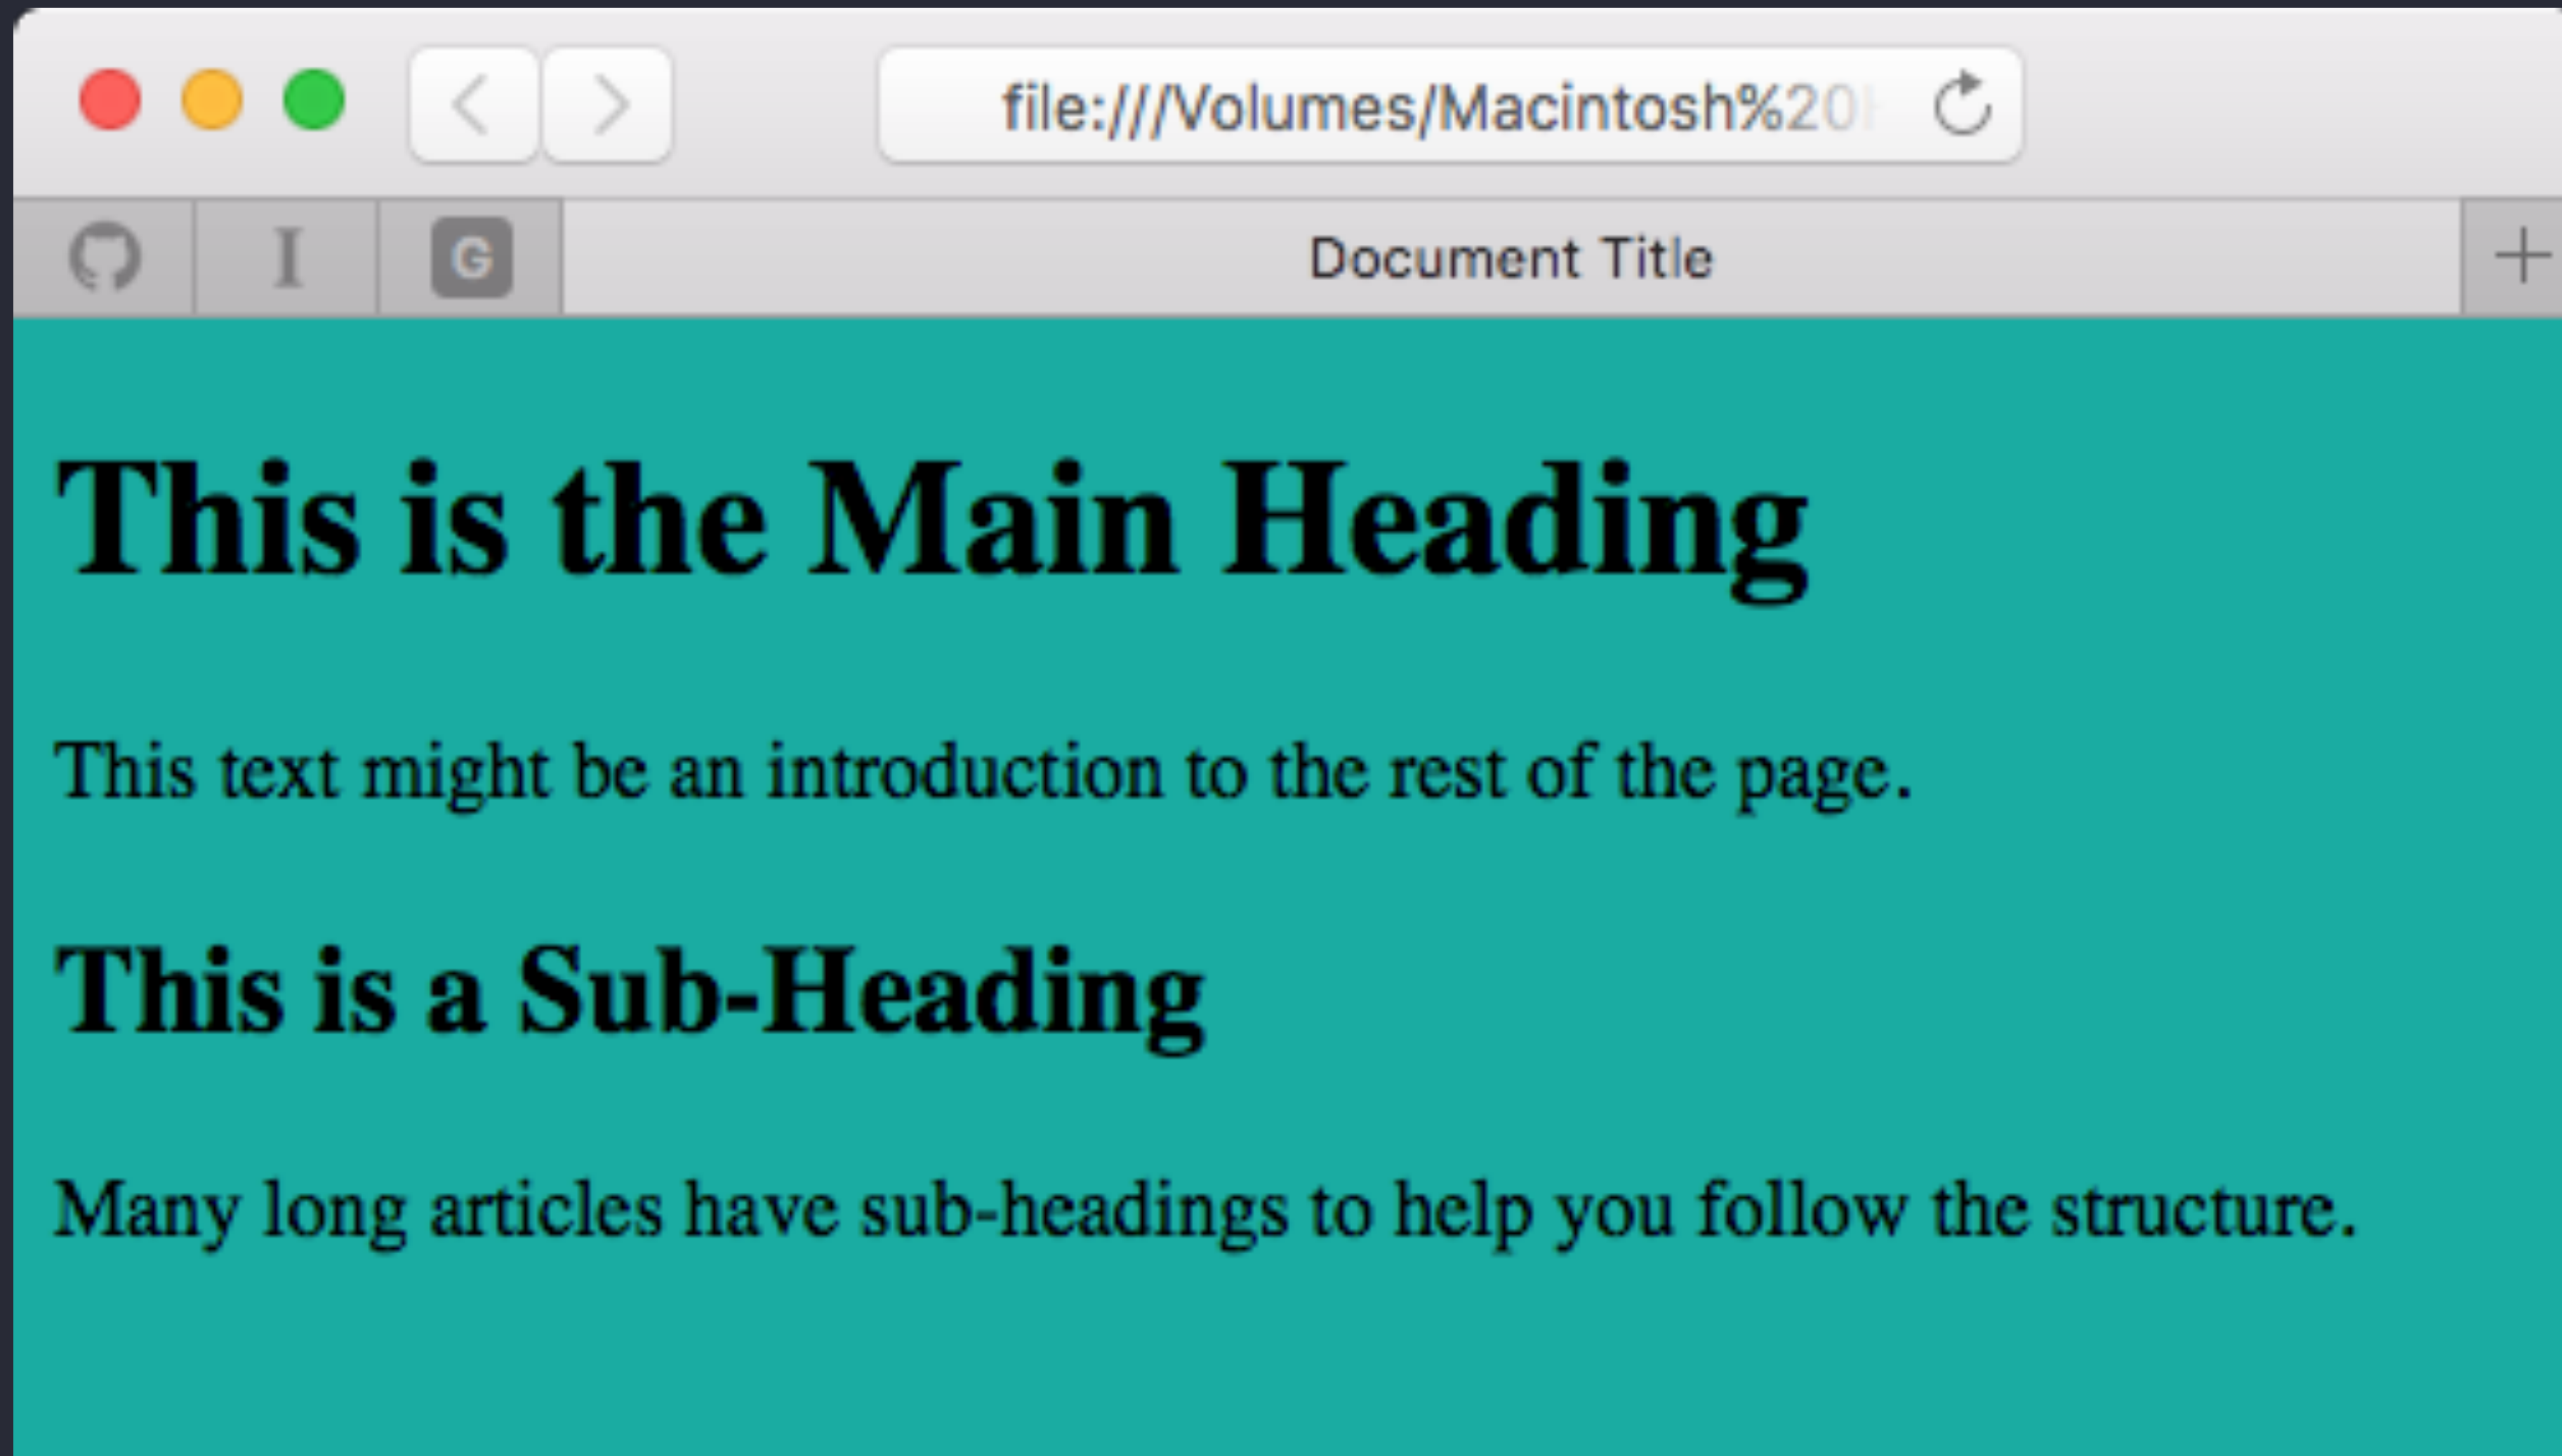 file:///Volumes/Macintosh%20
I
G
Document Title
This is the Main Heading
This text might be an introduction to the rest of the page.
This is a Sub-Heading
Many long articles have sub-headings to help you follow the structure.